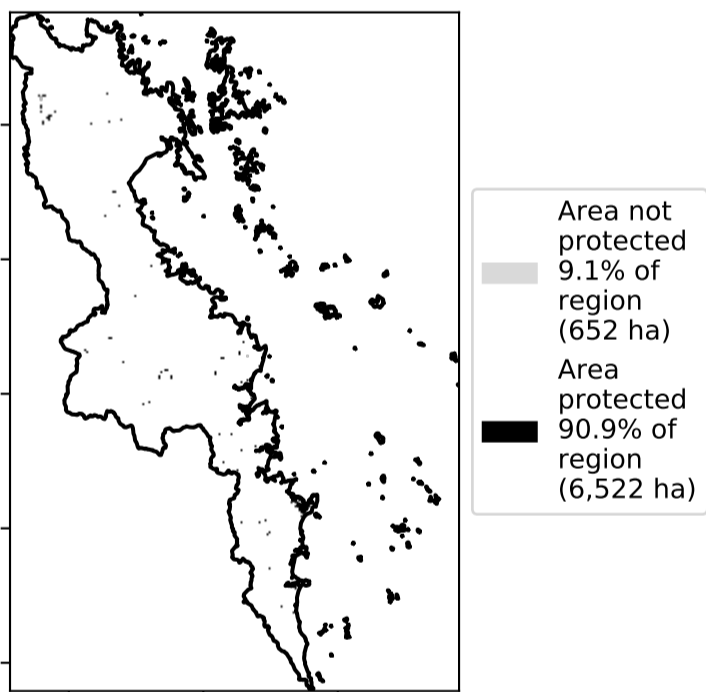 Area not
protected
9.1% of
region
(652 ha)
Area
protected
90.9% of
region
(6,522 ha)